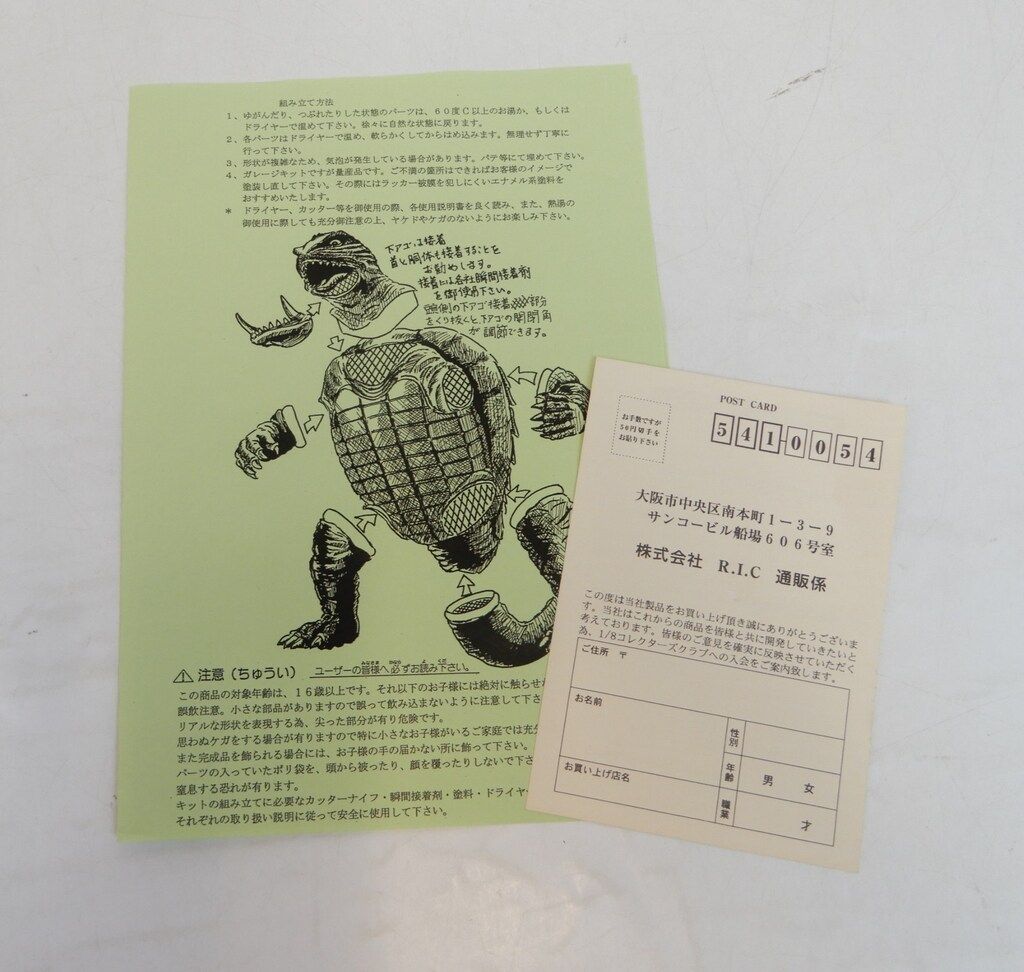 組み立て方法
1、ゆがんだり、つぶれたりした状態のパーツは、60度C以上のお湯か、もしくは
ドライヤーで温めて下さい。徐々に自然な状態に戻ります。
2、各パーツはドライヤーで温め、軟らかくしてからはめ込みます。無理せず丁寧に
行って下さい。
3、形状が複雑なため、気泡が発生している場合があります。パテ等にて埋めて下さい。
4、ガレージキットですが量産品です。ご不満の箇所はできればお客様のイメージで
塗装し直して下さい。その際にはラッカー被膜を犯しにくいエナメル系塗料を
おすすめいたします。
* ドライヤー、カッター等を御使用の際、各使用説明書を良く読み、また、熱湯の
御使用に際しても充分御注意の上、ヤケドやケガのないようにお楽しみ下さい。
下アゴは接着
首と胴体も接着することを
お勧めします。
接着には各社瞬間接着剤
を御使用下さい。
頭側の下アゴ接着部分
をくり抜くと、下アゴの開閉角
が調節できます。
⚠ 注意(ちゅうい) ユーザーの皆様へ必ずお読み下さい。
この商品の対象年齢は、16歳以上です。それ以下のお子様には絶対に触らせ
誤飲注意。小さな部品がありますので誤って飲み込まないように注意して下さ
リアルな形状を表現する為、尖った部分が有り危険です。
思わぬケガをする場合が有りますので特に小さなお子様がいるご家庭では充
また完成品を飾られる場合には、お子様の手の届かない所に飾って下さい。
パーツの入っていたポリ袋を、頭から被ったり、顔を覆ったりしないで下さ
窒息する恐れが有ります。
キットの組み立てに必要なカッターナイフ・瞬間接着剤・塗料・ドライヤ
それぞれの取り扱い説明に従って安全に使用して下さい。
POST CARD
お手数ですが
50円切手を
お貼り下さい
541-0054
大阪市中央区南本町1-3-9
サンコービル船場606号室
株式会社 R.I.C 通販係
この度は当社製品をお買い上げ頂き誠にありがとうございま
す。当社はこれからの商品を皆様と共に開発していきたいと
考えております。皆様のご意見を確実に反映させていただく
為、1/8コレクターズクラブへの入会をご案内致します。
ご住所 〒
お名前
性別
男 女
年齢
才
お買い上げ店名
職業